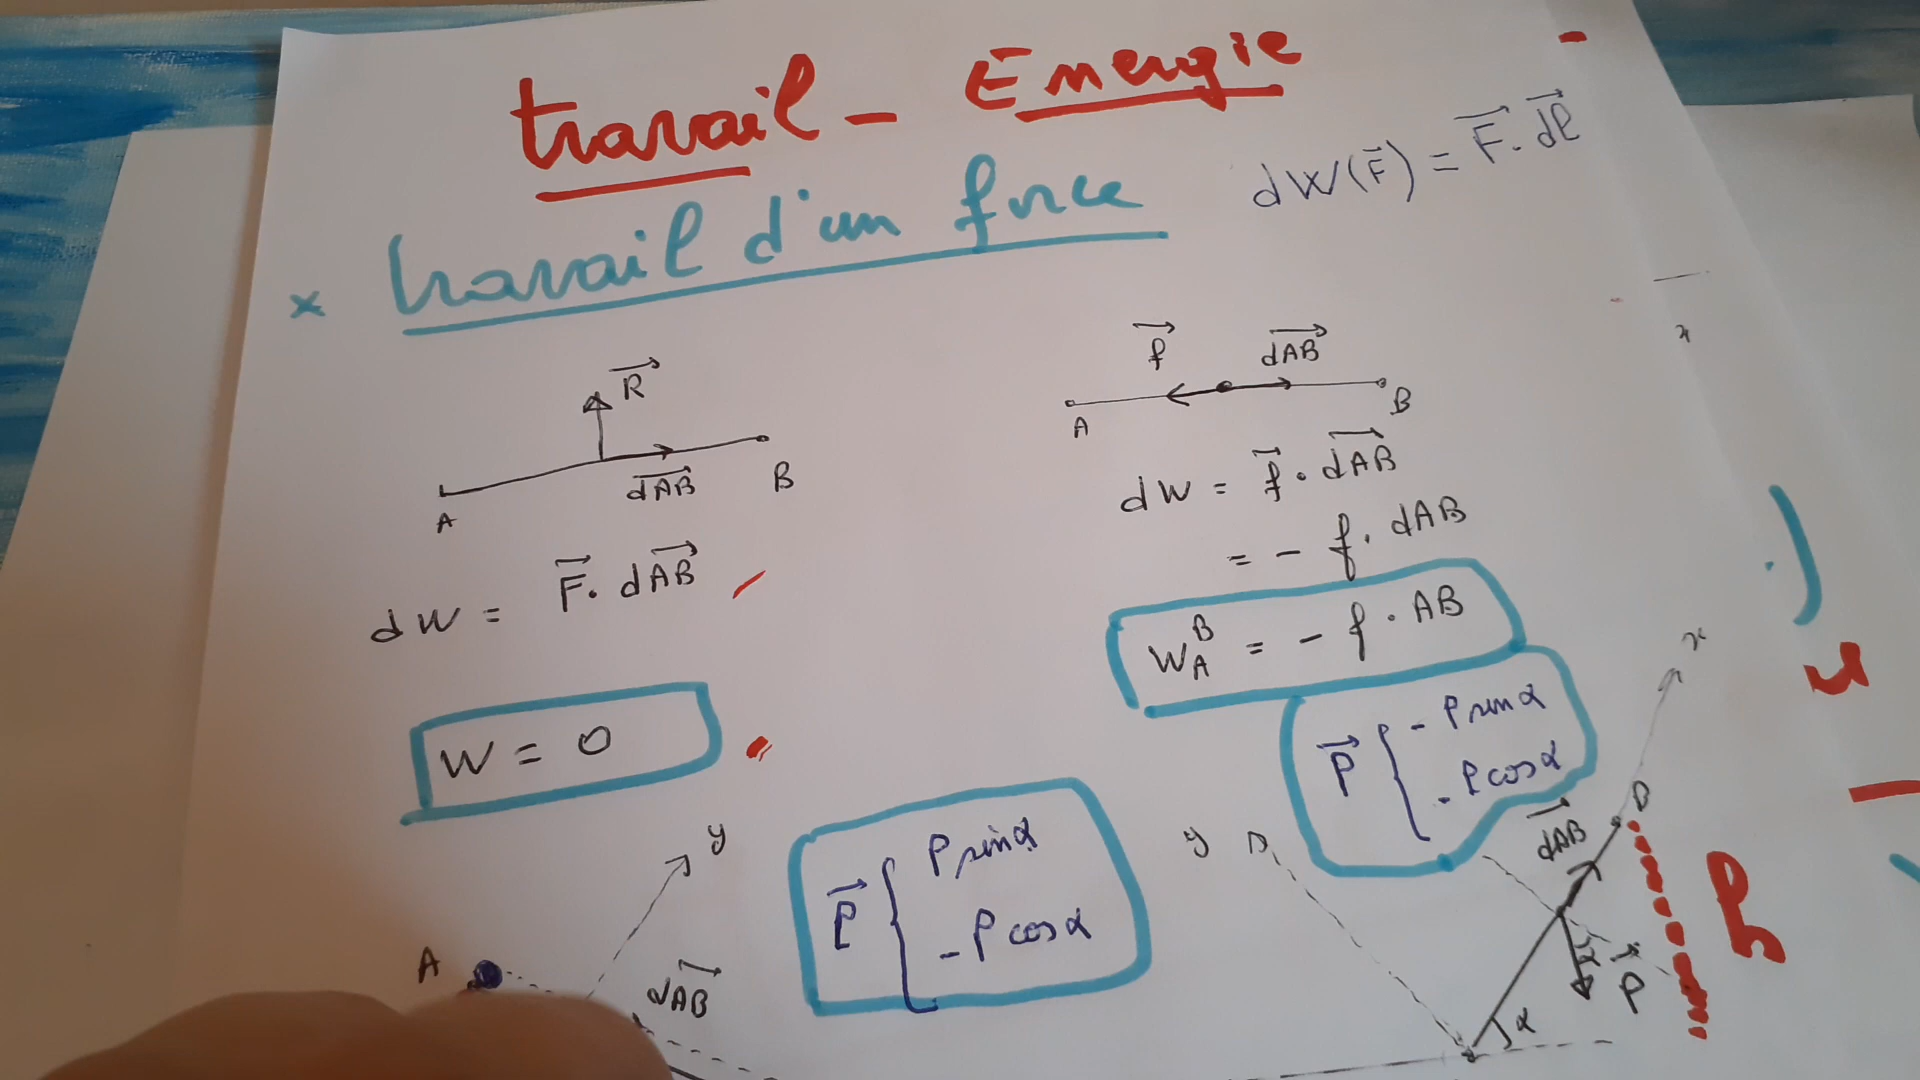 travail - Energie
dW(F⃗) = F⃗. dl⃗
x travail d'un force
R⃗
dAB⃗
A
B
dW = F⃗. dAB⃗
W = 0
f⃗
dAB⃗
A
B
dW = f⃗. dAB⃗
= - f. dAB
W_A^B = - f . AB
P⃗ { - P sin α
- P cos α
P⃗ { P sin α
- P cos α
y
A
dAB⃗
x
y
B
dAB⃗
α
P
α
x